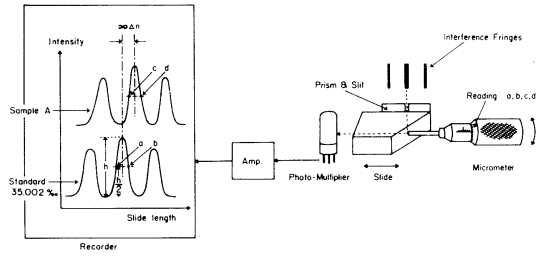 ∞ Δn
Intensity
c d
Sample A
a b
h
h/2
Standard
35.002 ‰
Slide length
Recorder
Amp.
Interference Fringes
Prism & Slit
Reading a, b, c, d
Photo-Multiplier
Slide
Micrometer